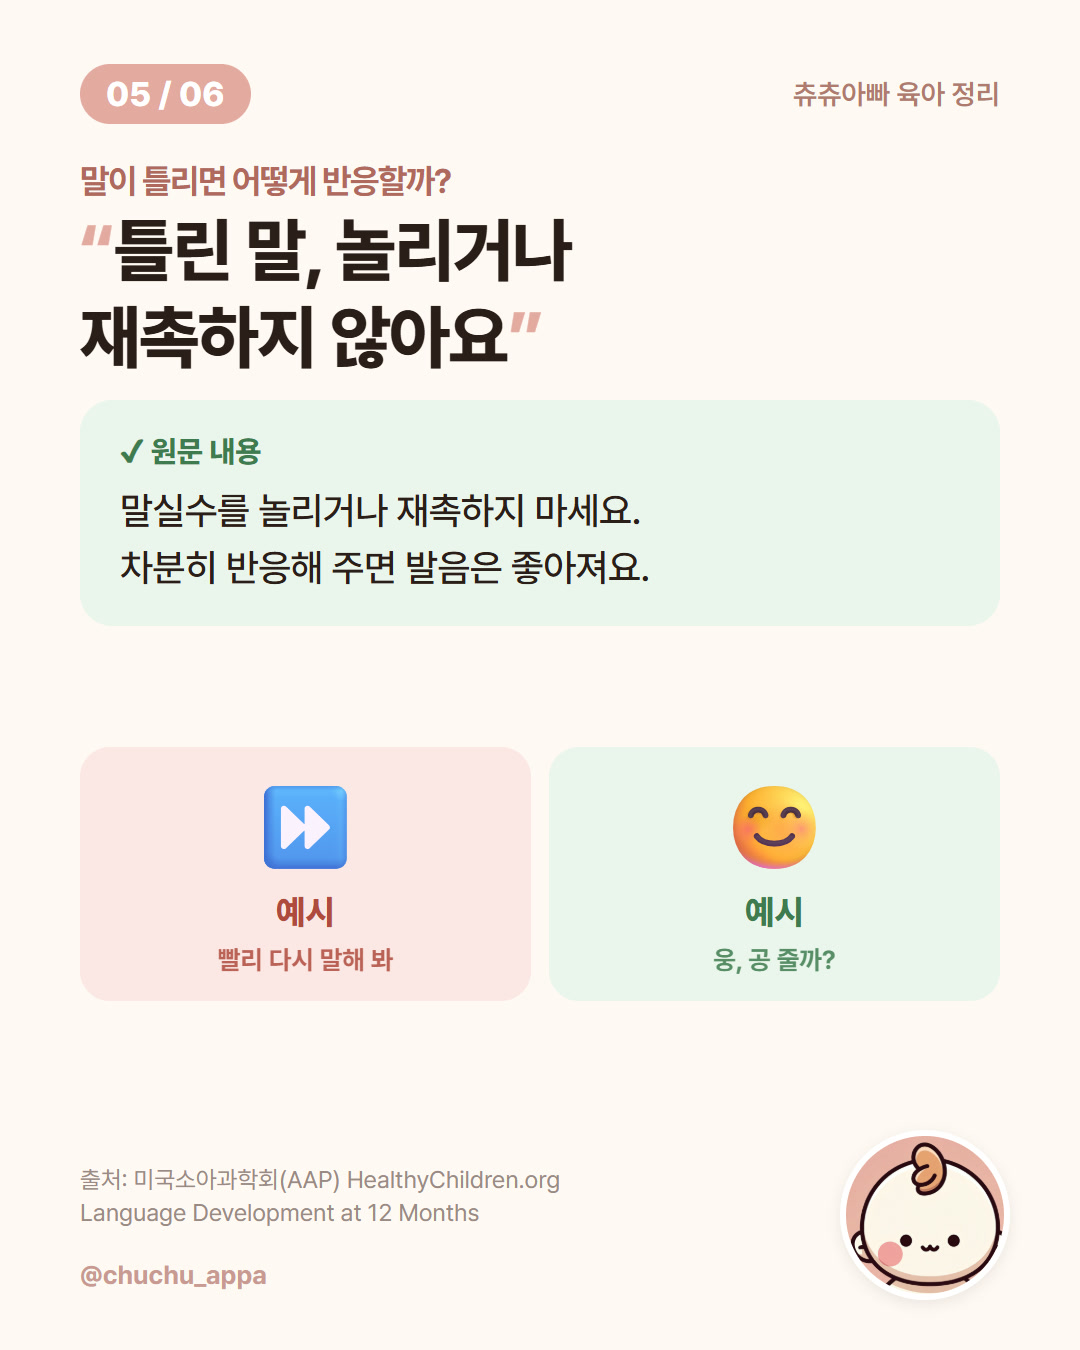 05 / 06
츄츄아빠 육아 정리
말이 틀리면 어떻게 반응할까?
“틀린 말, 놀리거나
재촉하지 않아요”
✔ 원문 내용
말실수를 놀리거나 재촉하지 마세요.
차분히 반응해 주면 발음은 좋아져요.
예시
빨리 다시 말해 봐
예시
웅, 공 줄까?
출처: 미국소아과학회(AAP) HealthyChildren.org
Language Development at 12 Months
@chuchu_appa